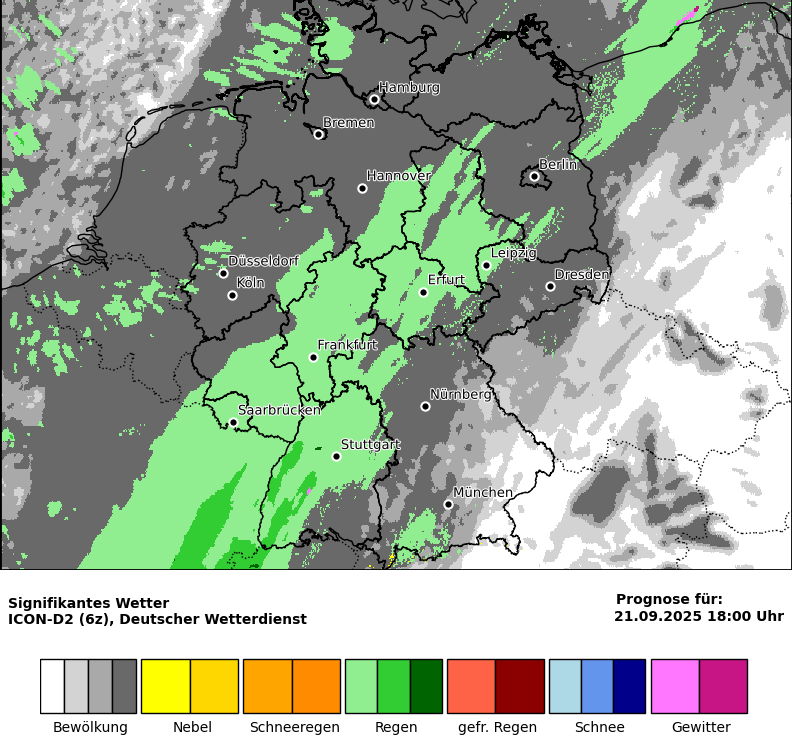 Hamburg
Bremen
Berlin
Hannover
Leipzig
Düsseldorf
Dresden
Köln
Erfurt
Frankfurt
Nürnberg
Saarbrücken
Stuttgart
München
Signifikantes Wetter
ICON-D2 (6z), Deutscher Wetterdienst
Prognose für:
21.09.2025 18:00 Uhr
Bewölkung Nebel Schneeregen Regen gefr. Regen Schnee Gewitter